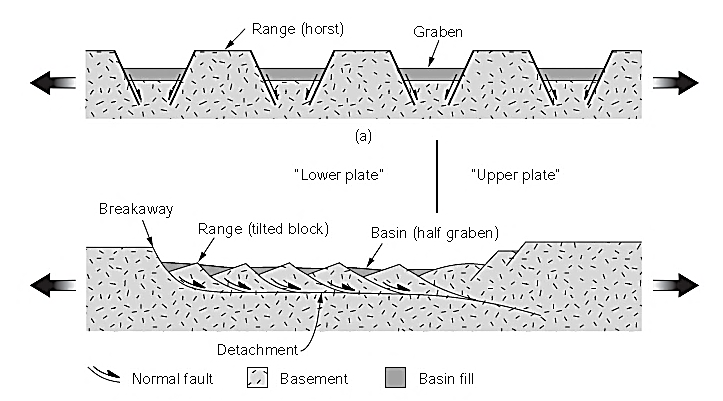 Range (horst)
Graben
(a)
"Lower plate"
"Upper plate"
Breakaway
Range (tilted block)
Basin (half graben)
Detachment
Normal fault
Basement
Basin fill